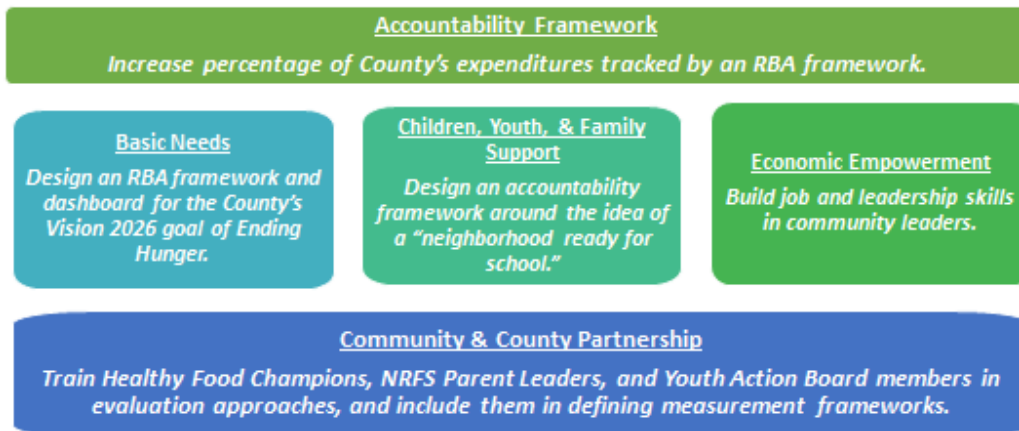 Accountability Framework
Increase percentage of County's expenditures tracked by an RBA framework.
Basic Needs
Design an RBA framework and
dashboard for the County's
Vision 2026 goal of Ending
Hunger.
Children, Youth, & Family
Support
Design an accountability
framework around the idea of
a “neighborhood ready for
school.”
Economic Empowerment
Build job and leadership skills
in community leaders.
Community & County Partnership
Train Healthy Food Champions, NRFS Parent Leaders, and Youth Action Board members in
evaluation approaches, and include them in defining measurement frameworks.